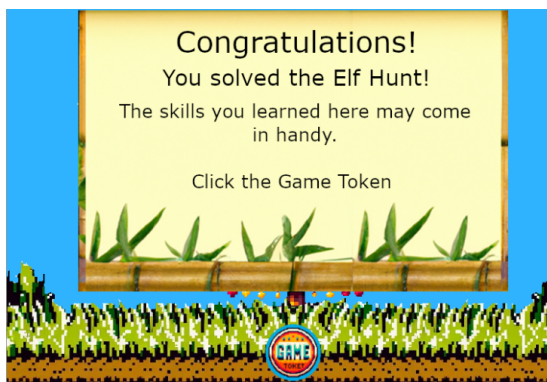 Congratulations!
You solved the Elf Hunt!
The skills you learned here may come
in handy.
Click the Game Token
GAME
TOKET